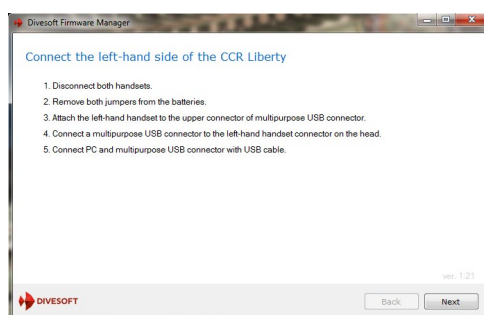 Divesoft Firmware Manager
Connect the left-hand side of the CCR Liberty
1. Disconnect both handsets.
2. Remove both jumpers from the batteries.
3. Attach the left-hand handset to the upper connector of multipurpose USB connector.
4. Connect a multipurpose USB connector to the left-hand handset connector on the head.
5. Connect PC and multipurpose USB connector with USB cable.
ver. 1.21
DIVESOFT
Back
Next